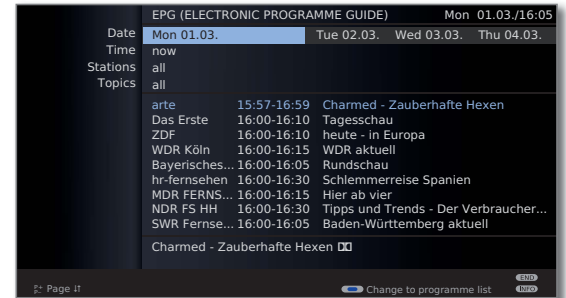 EPG (ELECTRONIC PROGRAMME GUIDE) Mon 01.03./16:05
Date Mon 01.03. Tue 02.03. Wed 03.03. Thu 04.03.
Time now
Stations all
Topics all
arte 15:57-16:59 Charmed - Zauberhafte Hexen
Das Erste 16:00-16:10 Tagesschau
ZDF 16:00-16:10 heute - in Europa
WDR Köln 16:00-16:15 WDR aktuell
Bayerisches... 16:00-16:05 Rundschau
hr-fernsehen 16:00-16:30 Schlemmerreise Spanien
MDR FERNS... 16:00-16:15 Hier ab vier
NDR FS HH 16:00-16:30 Tipps und Trends - Der Verbraucher...
SWR Fernse... 16:00-16:05 Baden-Württemberg aktuell
Charmed - Zauberhafte Hexen
END
P+ P- Page Change to programme list INFO